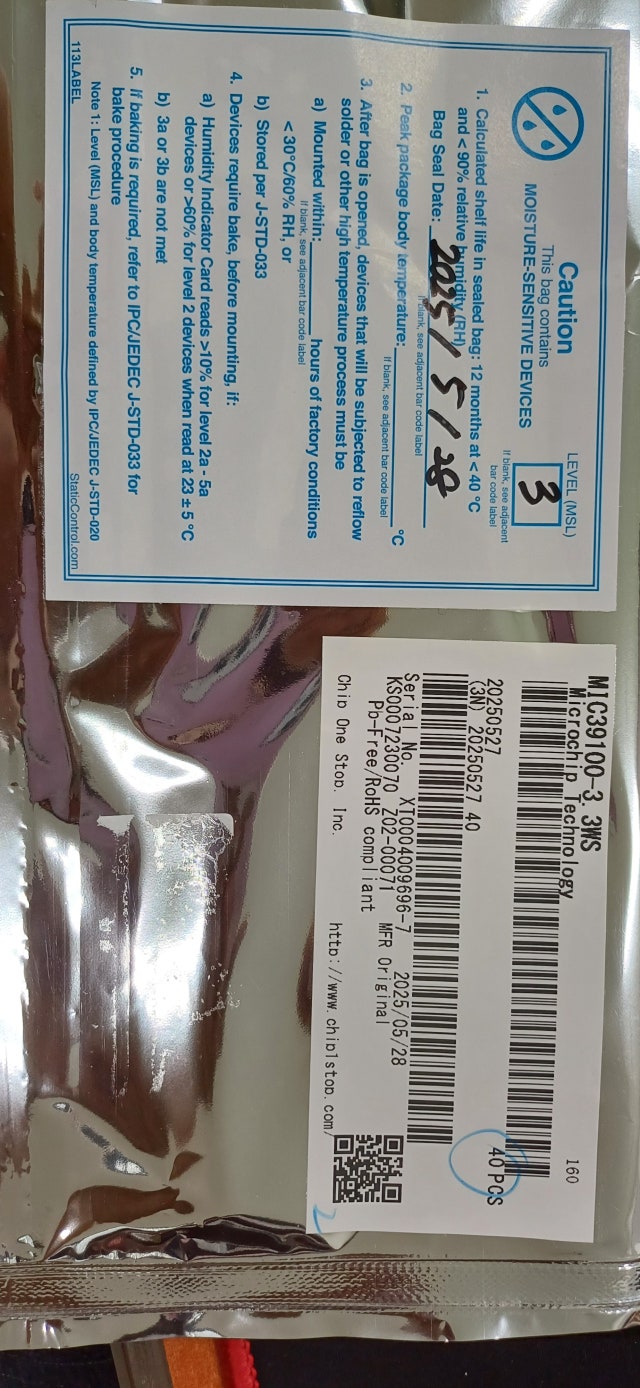 Caution
This bag contains
MOISTURE-SENSITIVE DEVICES
LEVEL (MSL)
3
If blank, see adjacent
bar code label
1. Calculated shelf life in sealed bag: 12 months at < 40 °C
and < 90% relative humidity (RH)
Bag Seal Date: 2025/5/28
If blank, see adjacent bar code label
2. Peak package body temperature: °C
If blank, see adjacent bar code label
3. After bag is opened, devices that will be subjected to reflow
solder or other high temperature process must be
a) Mounted within: hours of factory conditions
If blank, see adjacent bar code label
< 30°C/60% RH, or
b) Stored per J-STD-033
4. Devices require bake, before mounting, if:
a) Humidity Indicator Card reads >10% for level 2a - 5a
devices or >60% for level 2 devices when read at 23 ± 5 °C
b) 3a or 3b are not met
5. If baking is required, refer to IPC/JEDEC J-STD-033 for
bake procedure
Note 1: Level (MSL) and body temperature defined by IPC/JEDEC J-STD-020
113LABEL
StaticControl.com
MIC39100-3.3WS
Microchip Technology
160
20250527
40 PCS
(3N) 20250527 40
Serial No. XT0004009696-7 2025/05/28
KS0007230070 Z02-00071 MFR Original
Pb-Free/RoHS compliant
Chip One Stop, Inc. http://www.chip1stop.com/
2